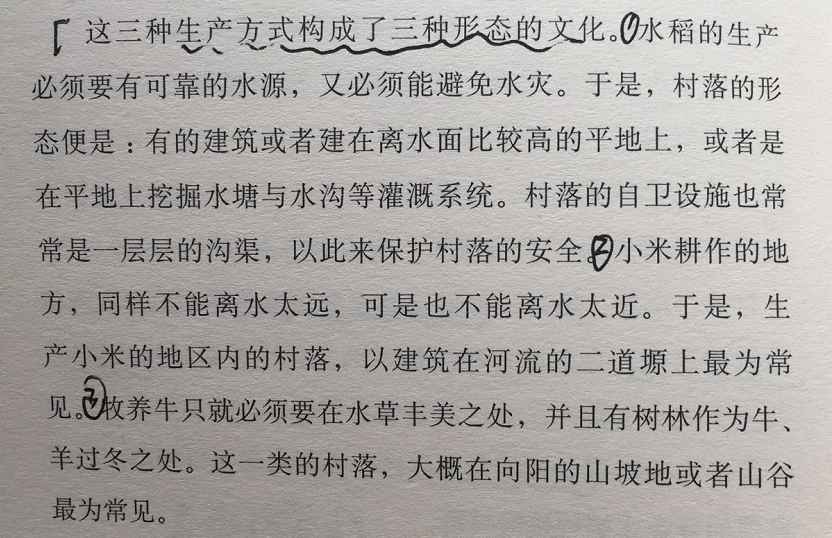 「这三种生产方式构成了三种形态的文化。①水稻的生产
必须要有可靠的水源，又必须能避免水灾。于是，村落的形
态便是：有的建筑或者建在离水面比较高的平地上，或者是
在平地上挖掘水塘与水沟等灌溉系统。村落的自卫设施也常
常是一层层的沟渠，以此来保护村落的安全。②小米耕作的地
方，同样不能离水太远，可是也不能离水太近。于是，生
产小米的地区内的村落，以建筑在河流的二道塬上最为常
见。③牧养牛只就必须要在水草丰美之处，并且有树林作为牛、
羊过冬之处。这一类的村落，大概在向阳的山坡地或者山谷
最为常见。